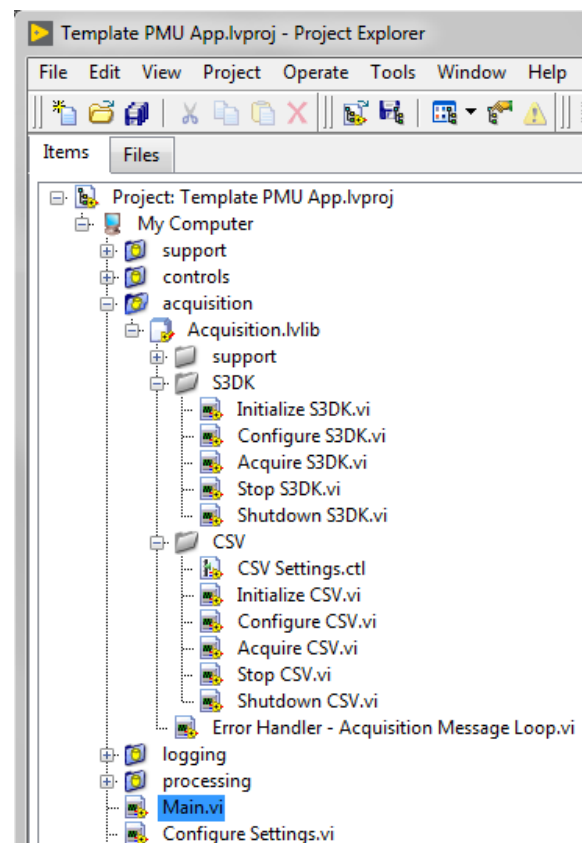 Template PMU App.lvproj - Project Explorer
File Edit View Project Operate Tools Window Help
Items Files
Project: Template PMU App.lvproj
My Computer
support
controls
acquisition
Acquisition.lvlib
support
S3DK
Initialize S3DK.vi
Configure S3DK.vi
Acquire S3DK.vi
Stop S3DK.vi
Shutdown S3DK.vi
CSV
CSV Settings.ctl
Initialize CSV.vi
Configure CSV.vi
Acquire CSV.vi
Stop CSV.vi
Shutdown CSV.vi
Error Handler - Acquisition Message Loop.vi
logging
processing
Main.vi
Configure Settings.vi